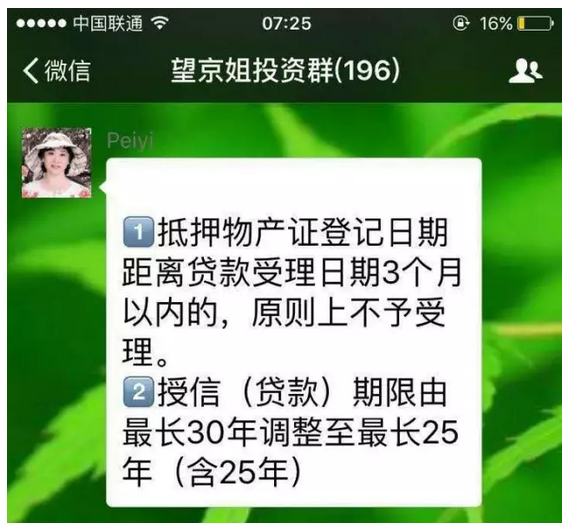 中国联通 07:25 16%
微信 望京姐投资群(196)
Peiyi
1抵押物产证登记日期
距离贷款受理日期3个月
以内的，原则上不予受
理。
2授信（贷款）期限由
最长30年调整至最长25
年（含25年）